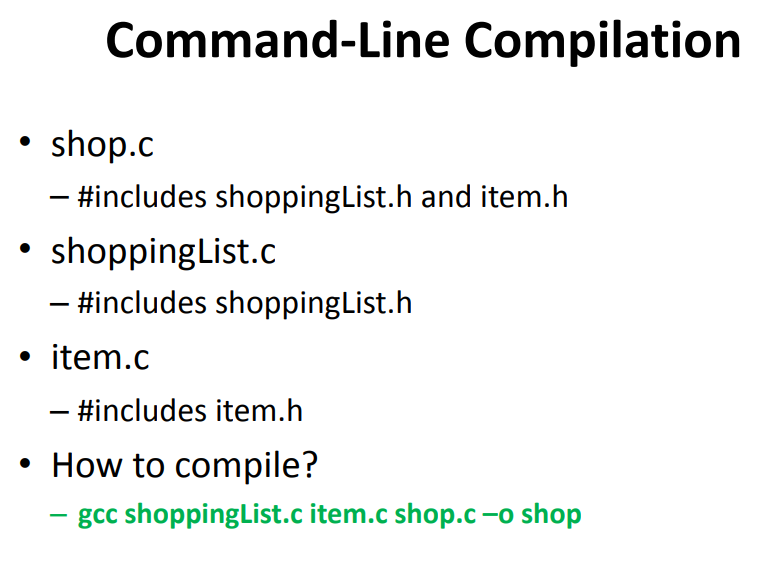 Command-Line Compilation
• shop.c
– #includes shoppingList.h and item.h
• shoppingList.c
– #includes shoppingList.h
• item.c
– #includes item.h
• How to compile?
– gcc shoppingList.c item.c shop.c –o shop